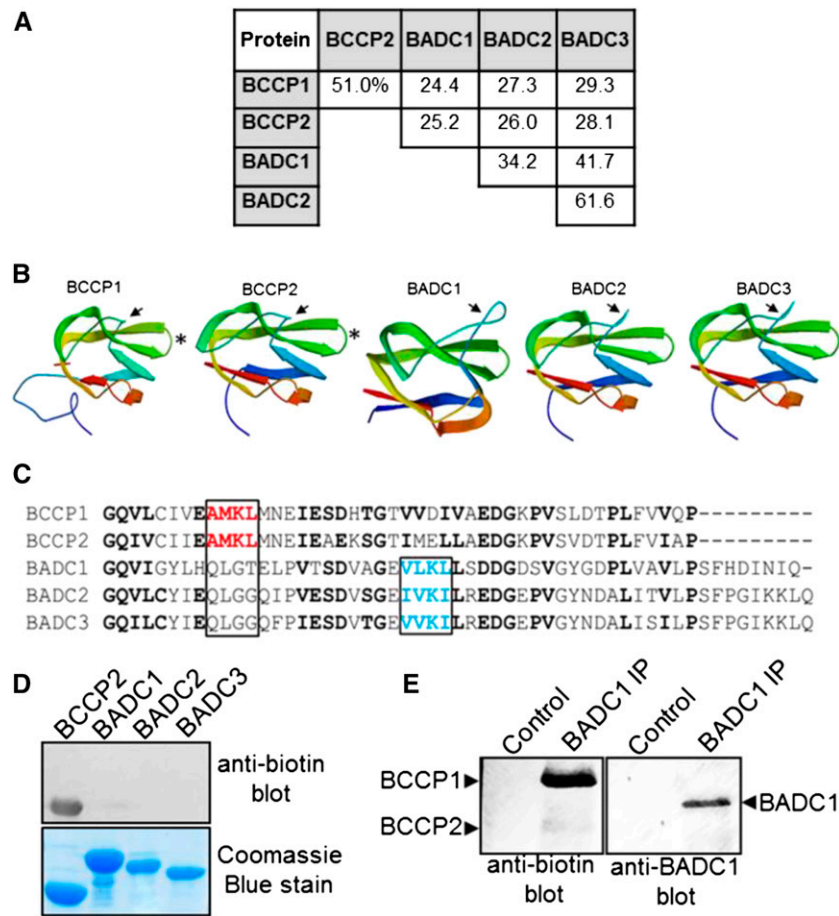 A
Protein BCCP2 BADC1 BADC2 BADC3
BCCP1 51.0% 24.4 27.3 29.3
BCCP2 25.2 26.0 28.1
BADC1 34.2 41.7
BADC2 61.6
B
BCCP1 BCCP2 BADC1 BADC2 BADC3
* *
C
BCCP1 GQVLCIVEAMKLMNEIESDHTGTVVDIVAEDGKPVSLDTPLFVVQP----------
BCCP2 GQIVCIIEAMKLMNEIEAEKSGTIMELLAEDGKPVSVDTPLFVIAP----------
BADC1 GQVIGYLHQLGTELPVTSDVAGEVLKLLSDDGDSVGYGDPLVAVLPSFHDINIQ-
BADC2 GQVLCYIEQLGGQIPVESDVSGEIVKILREDGEPVGYNDALITVLPSFPGIKKLQ
BADC3 GQILCYIEQLGGQFPIESDVTGEVVKILREDGEPVGYNDALISILPSFPGIKKLQ
D
BCCP2 BADC1 BADC2 BADC3
anti-biotin
blot
Coomassie
Blue stain
E
Control BADC1 IP Control BADC1 IP
BCCP1
BADC1
BCCP2
anti-biotin
blot
anti-BADC1
blot